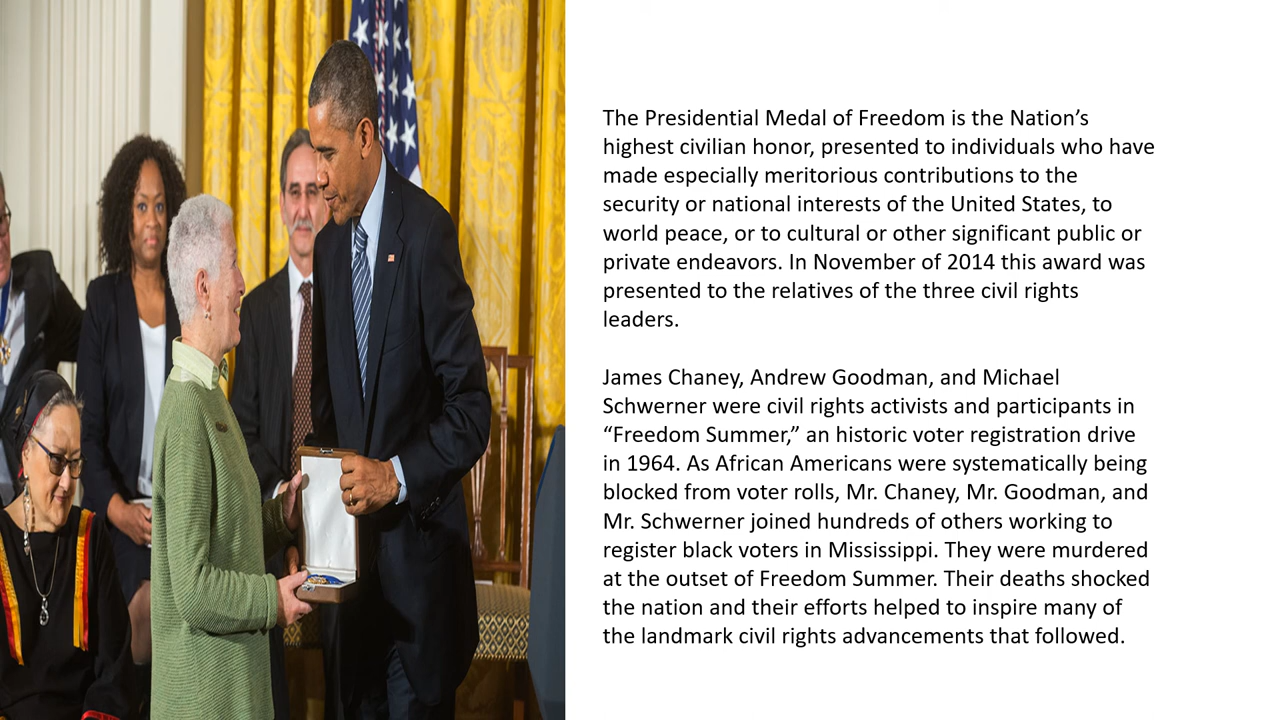 The Presidential Medal of Freedom is the Nation’s
highest civilian honor, presented to individuals who have
made especially meritorious contributions to the
security or national interests of the United States, to
world peace, or to cultural or other significant public or
private endeavors. In November of 2014 this award was
presented to the relatives of the three civil rights
leaders.
James Chaney, Andrew Goodman, and Michael
Schwerner were civil rights activists and participants in
“Freedom Summer,” an historic voter registration drive
in 1964. As African Americans were systematically being
blocked from voter rolls, Mr. Chaney, Mr. Goodman, and
Mr. Schwerner joined hundreds of others working to
register black voters in Mississippi. They were murdered
at the outset of Freedom Summer. Their deaths shocked
the nation and their efforts helped to inspire many of
the landmark civil rights advancements that followed.